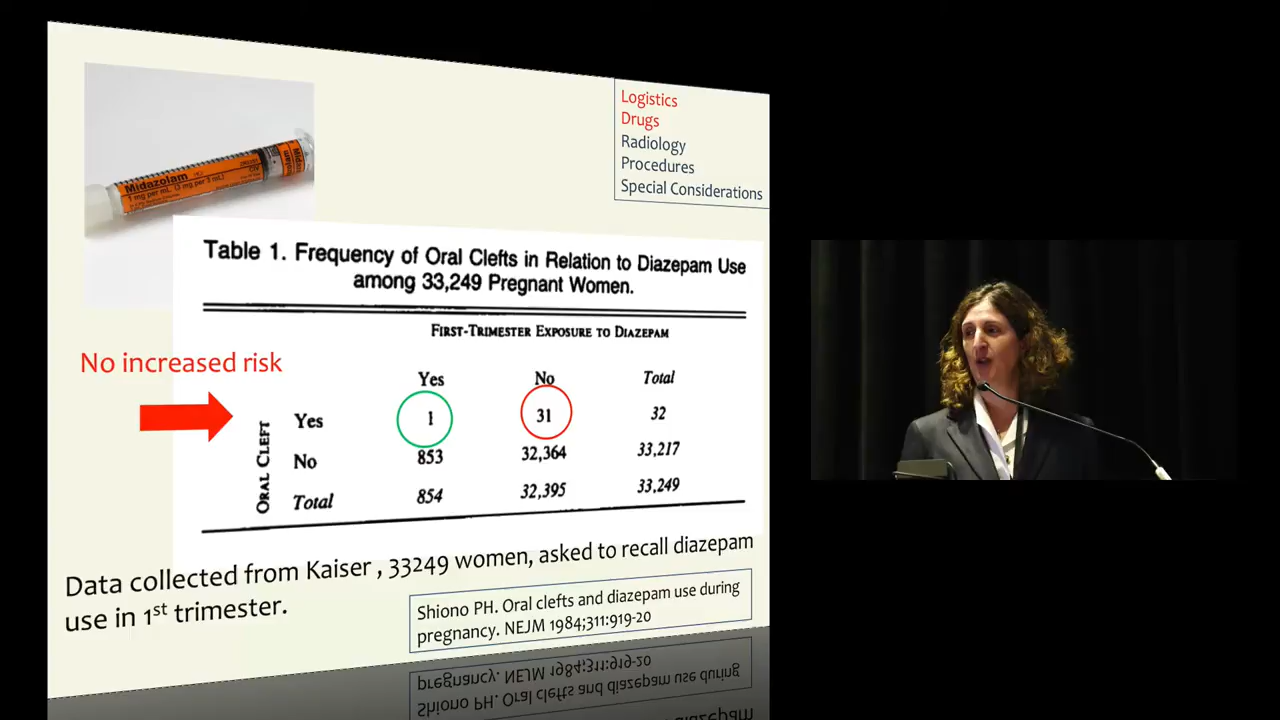 Logistics
Drugs
Radiology
Procedures
Special Considerations
Midazolam
1 mg per mL
Table 1. Frequency of Oral Clefts in Relation to Diazepam Use
among 33,249 Pregnant Women.
FIRST-TRIMESTER EXPOSURE TO DIAZEPAM
No increased risk
Yes No Total
Yes 1 31 32
No 853 32,364 33,217
Total 854 32,395 33,249
ORAL CLEFT
Data collected from Kaiser , 33249 women, asked to recall diazepam
use in 1st trimester.
Shiono PH. Oral clefts and diazepam use during
pregnancy. NEJM 1984;311:919-20